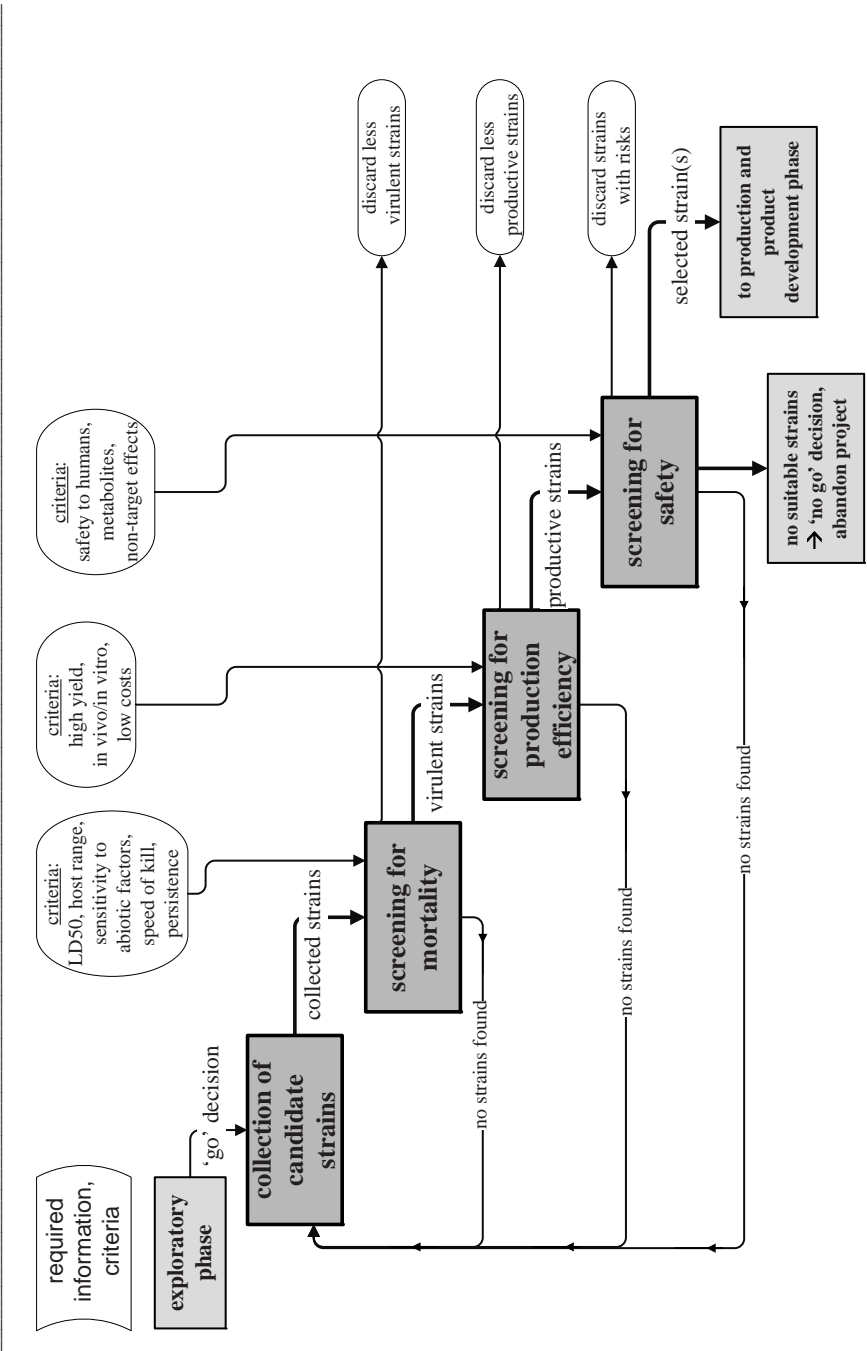 required
information,
criteria
criteria:
LD50, host range,
sensitivity to
abiotic factors,
speed of kill,
persistence
criteria:
high yield,
in vivo/in vitro,
low costs
criteria:
safety to humans,
metabolites,
non-target effects
exploratory
phase
‘go’ decision
collection of
candidate
strains
collected strains
screening for
mortality
virulent strains
screening for
production
efficiency
productive strains
screening for
safety
selected strain(s)
discard less
virulent strains
discard less
productive strains
discard strains
with risks
no strains found
no strains found
no strains found
no suitable strains
→ ‘no go’ decision,
abandon project
to production and
product
development phase